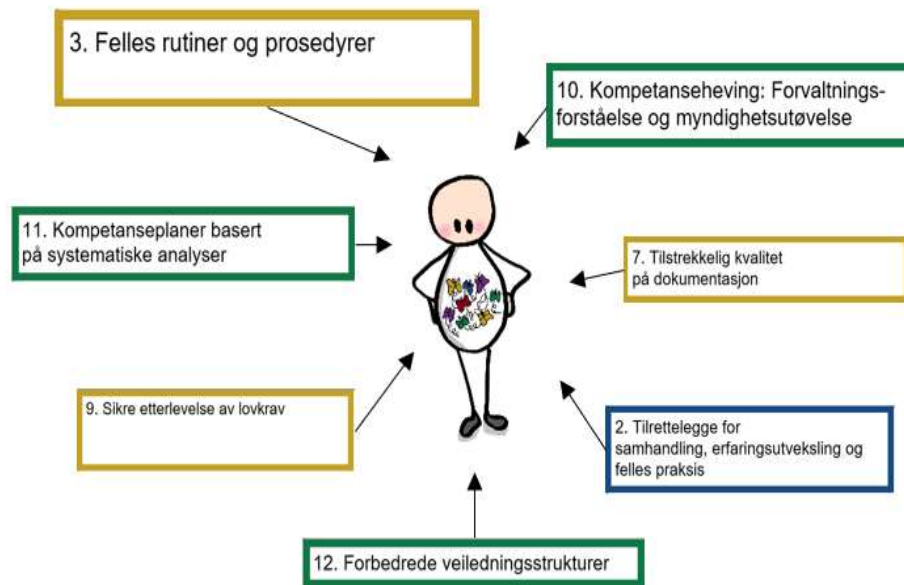 3. Felles rutiner og prosedyrer
10. Kompetanseheving: Forvaltnings-
forståelse og myndighetsutøvelse
11. Kompetanseplaner basert
på systematiske analyser
7. Tilstrekkelig kvalitet
på dokumentasjon
9. Sikre etterlevelse av lovkrav
2. Tilrettelegge for
samhandling, erfaringsutveksling og
felles praksis
12. Forbedrede veiledningsstrukturer